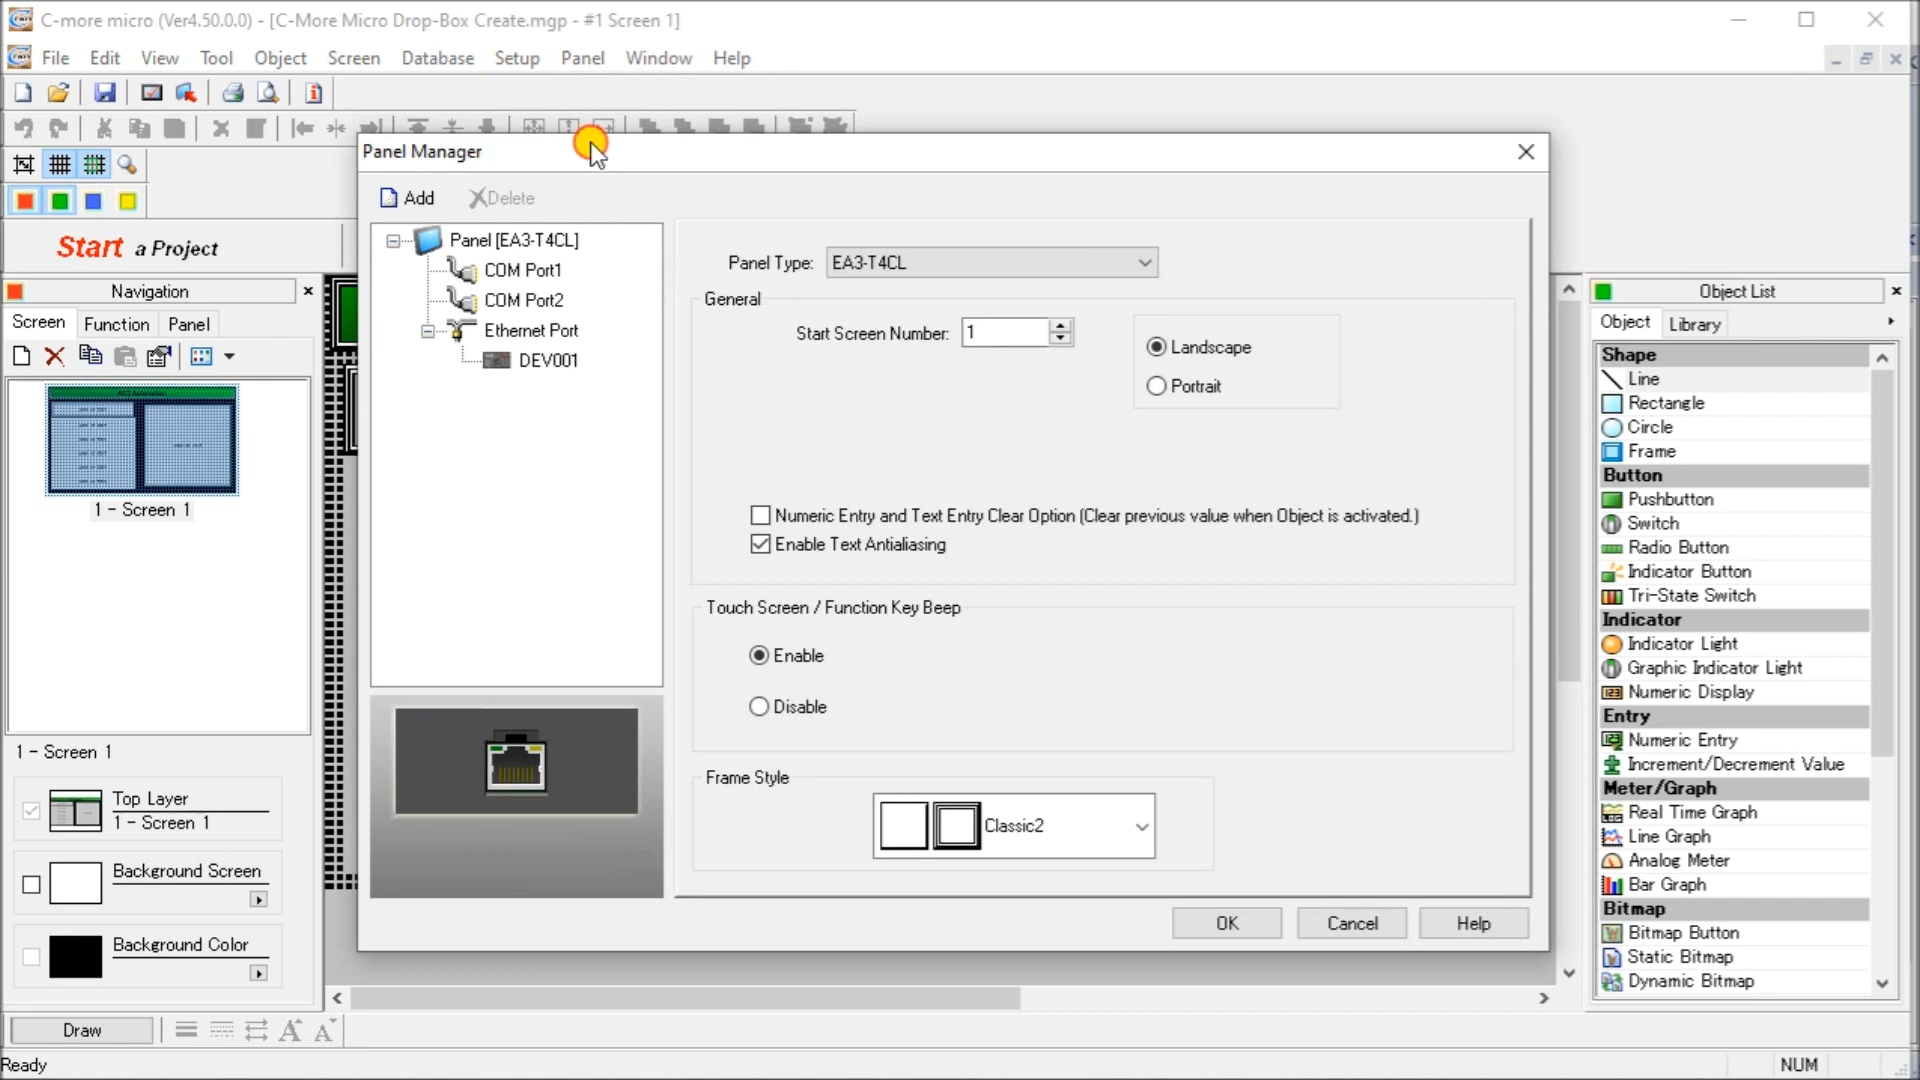 C-more micro (Ver4.50.0.0) - [C-More Micro Drop-Box Create.mgp - #1 Screen 1]
File Edit View Tool Object Screen Database Setup Panel Window Help
Panel Manager
Add Delete
Start a Project
Navigation
Screen Function Panel
1 - Screen 1
1 - Screen 1
Top Layer
1 - Screen 1
Background Screen
Background Color
Panel [EA3-T4CL]
COM Port1
COM Port2
Ethernet Port
DEV001
Panel Type: EA3-T4CL
General
Start Screen Number: 1
Landscape
Portrait
Numeric Entry and Text Entry Clear Option (Clear previous value when Object is activated.)
Enable Text Antialiasing
Touch Screen / Function Key Beep
Enable
Disable
Frame Style
Classic2
OK Cancel Help
Object List
Object Library
Shape
Line
Rectangle
Circle
Frame
Button
Pushbutton
Switch
Radio Button
Indicator Button
Tri-State Switch
Indicator
Indicator Light
Graphic Indicator Light
Numeric Display
Entry
Numeric Entry
Increment/Decrement Value
Meter/Graph
Real Time Graph
Line Graph
Analog Meter
Bar Graph
Bitmap
Bitmap Button
Static Bitmap
Dynamic Bitmap
Draw
Ready
NUM